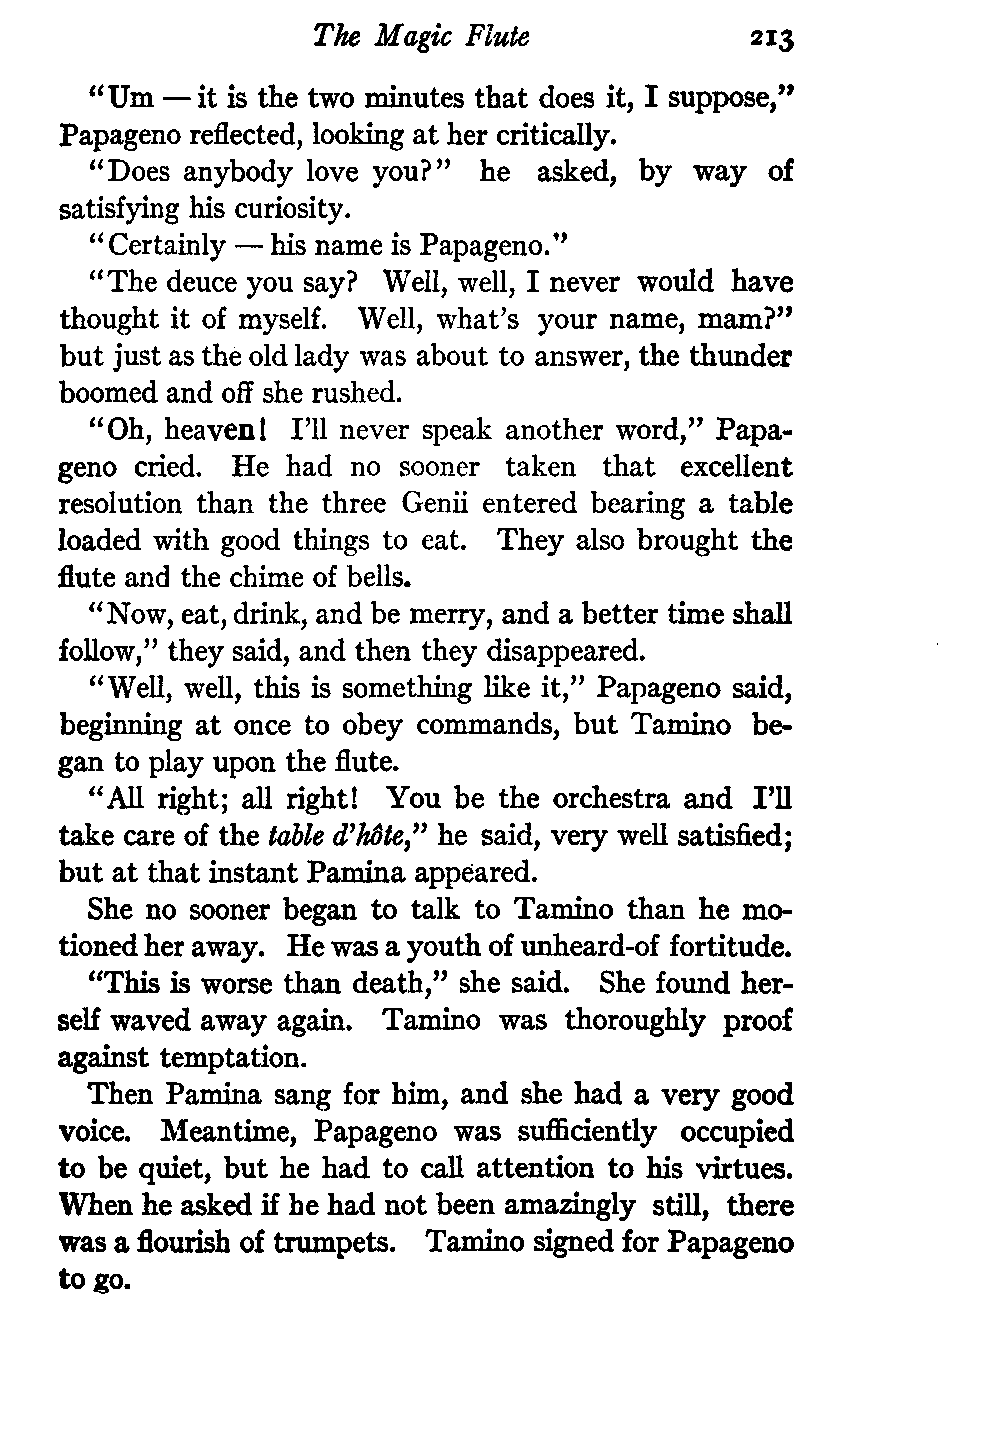 The Magic Flute 213
"Um — it is the two minutes that does it, I suppose,"
Papageno reflected, looking at her critically.
"Does anybody love you?" he asked, by way of
satisfying his curiosity.
"Certainly — his name is Papageno."
"The deuce you say? Well, well, I never would have
thought it of myself. Well, what's your name, mam?"
but just as the old lady was about to answer, the thunder
boomed and off she rushed.
"Oh, heaven! I'll never speak another word," Papa-
geno cried. He had no sooner taken that excellent
resolution than the three Genii entered bearing a table
loaded with good things to eat. They also brought the
flute and the chime of bells.
"Now, eat, drink, and be merry, and a better time shall
follow," they said, and then they disappeared.
"Well, well, this is something like it," Papageno said,
beginning at once to obey commands, but Tamino be-
gan to play upon the flute.
"All right; all right! You be the orchestra and I'll
take care of the table d'hôte," he said, very well satisfied;
but at that instant Pamina appeared.
She no sooner began to talk to Tamino than he mo-
tioned her away. He was a youth of unheard-of fortitude.
"This is worse than death," she said. She found her-
self waved away again. Tamino was thoroughly proof
against temptation.
Then Pamina sang for him, and she had a very good
voice. Meantime, Papageno was sufficiently occupied
to be quiet, but he had to call attention to his virtues.
When he asked if he had not been amazingly still, there
was a flourish of trumpets. Tamino signed for Papageno
to go.